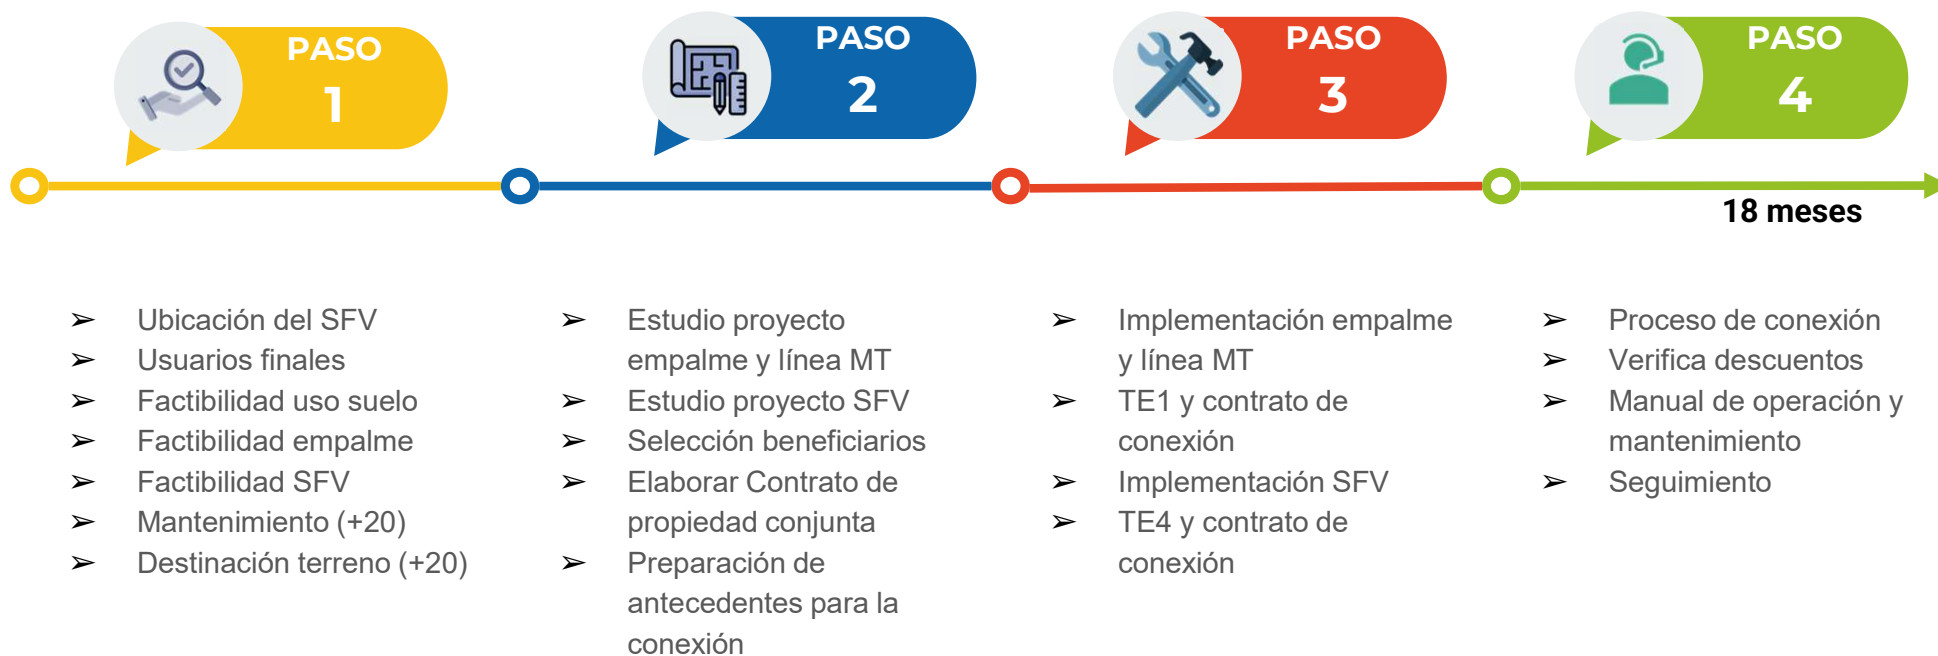 PASO
1
PASO
2
PASO
3
PASO
4
18 meses
➢ Ubicación del SFV
➢ Usuarios finales
➢ Factibilidad uso suelo
➢ Factibilidad empalme
➢ Factibilidad SFV
➢ Mantenimiento (+20)
➢ Destinación terreno (+20)
➢ Estudio proyecto
empalme y línea MT
➢ Estudio proyecto SFV
➢ Selección beneficiarios
➢ Elaborar Contrato de
propiedad conjunta
➢ Preparación de
antecedentes para la
conexión
➢ Implementación empalme
y línea MT
➢ TE1 y contrato de
conexión
➢ Implementación SFV
➢ TE4 y contrato de
conexión
➢ Proceso de conexión
➢ Verifica descuentos
➢ Manual de operación y
mantenimiento
➢ Seguimiento